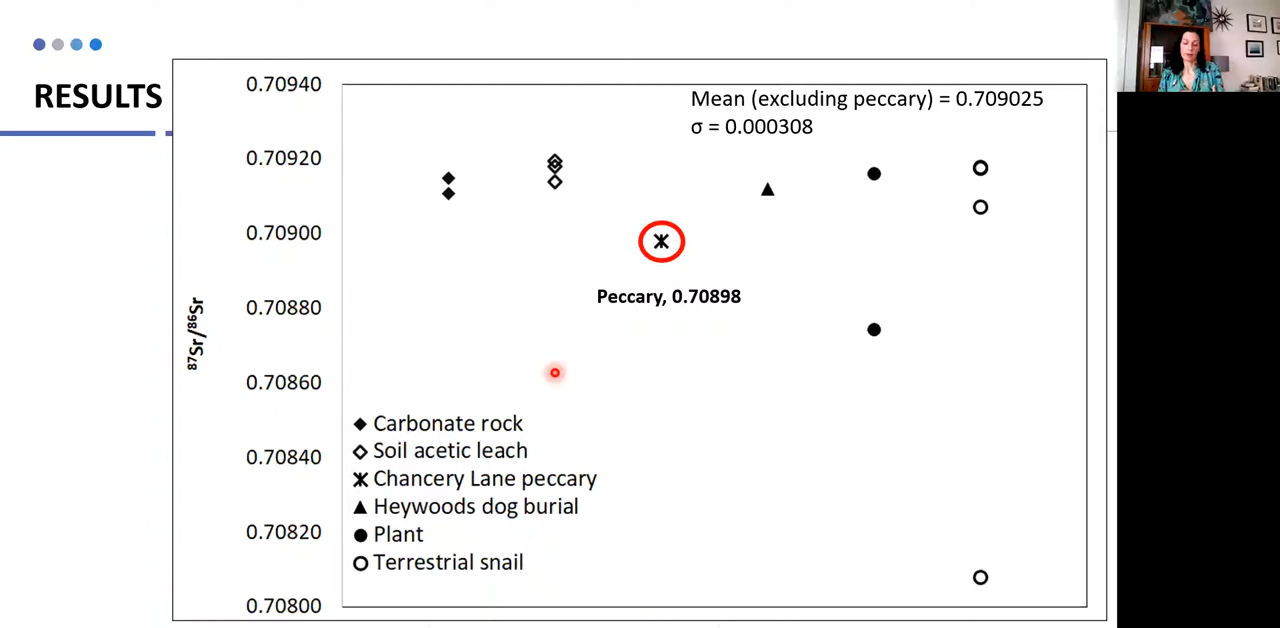 RESULTS
0.70940
0.70920
0.70900
0.70880
0.70860
0.70840
0.70820
0.70800
⁸⁷Sr/⁸⁶Sr
Mean (excluding peccary) = 0.709025
σ = 0.000308
Peccary, 0.70898
Carbonate rock
Soil acetic leach
Chancery Lane peccary
Heywoods dog burial
Plant
Terrestrial snail